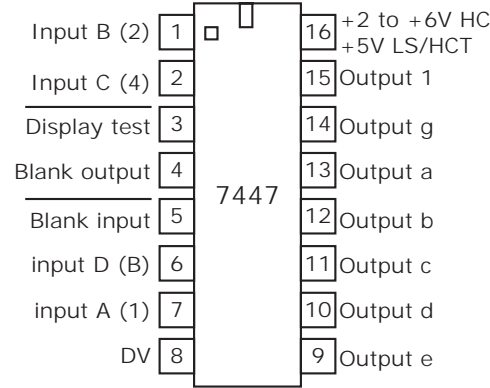 Input B (2) 1
Input C (4) 2
Display test 3
Blank output 4
Blank input 5
input D (B) 6
input A (1) 7
DV 8
7447
16 +2 to +6V HC
+5V LS/HCT
15 Output 1
14 Output g
13 Output a
12 Output b
11 Output c
10 Output d
9 Output e